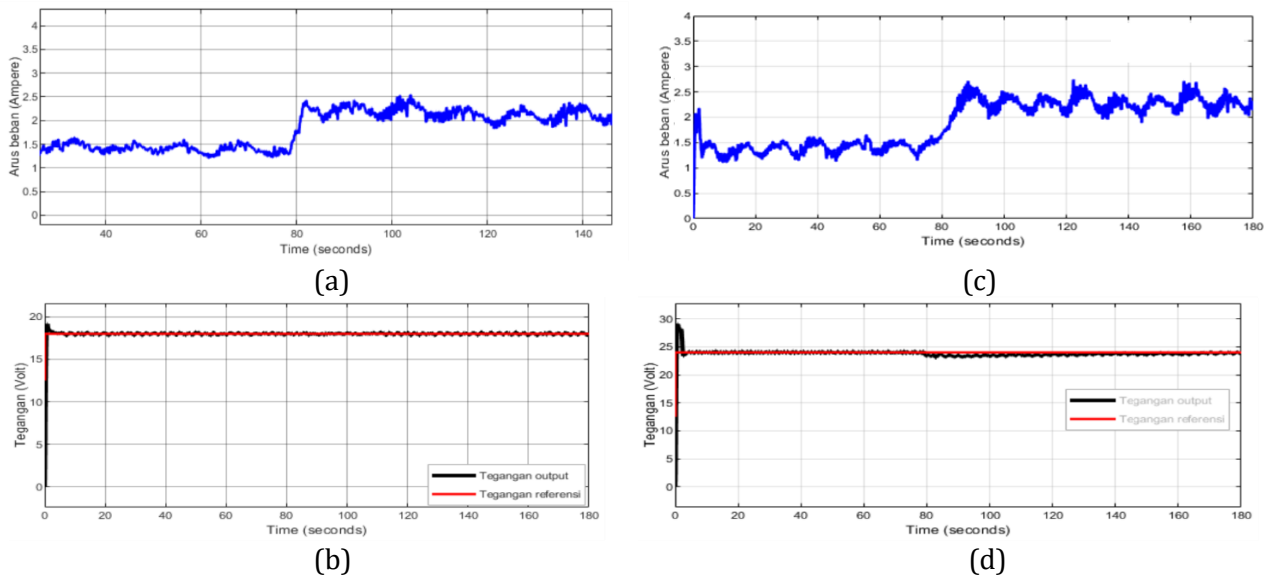 4
3.5
3
2.5
2
1.5
1
0.5
0
Arus beban (Ampere)
40 60 80 100 120 140
Time (seconds)
(a)
4
3.5
3
2.5
2
1.5
1
0.5
0
Arus beban (Ampere)
0 20 40 60 80 100 120 140 160 180
Time (seconds)
(c)
20
15
10
5
0
Tegangan (Volt)
Tegangan output
Tegangan referensi
0 20 40 60 80 100 120 140 160 180
Time (seconds)
(b)
30
25
20
15
10
5
0
Tegangan (Volt)
Tegangan output
Tegangan referensi
0 20 40 60 80 100 120 140 160 180
Time (seconds)
(d)